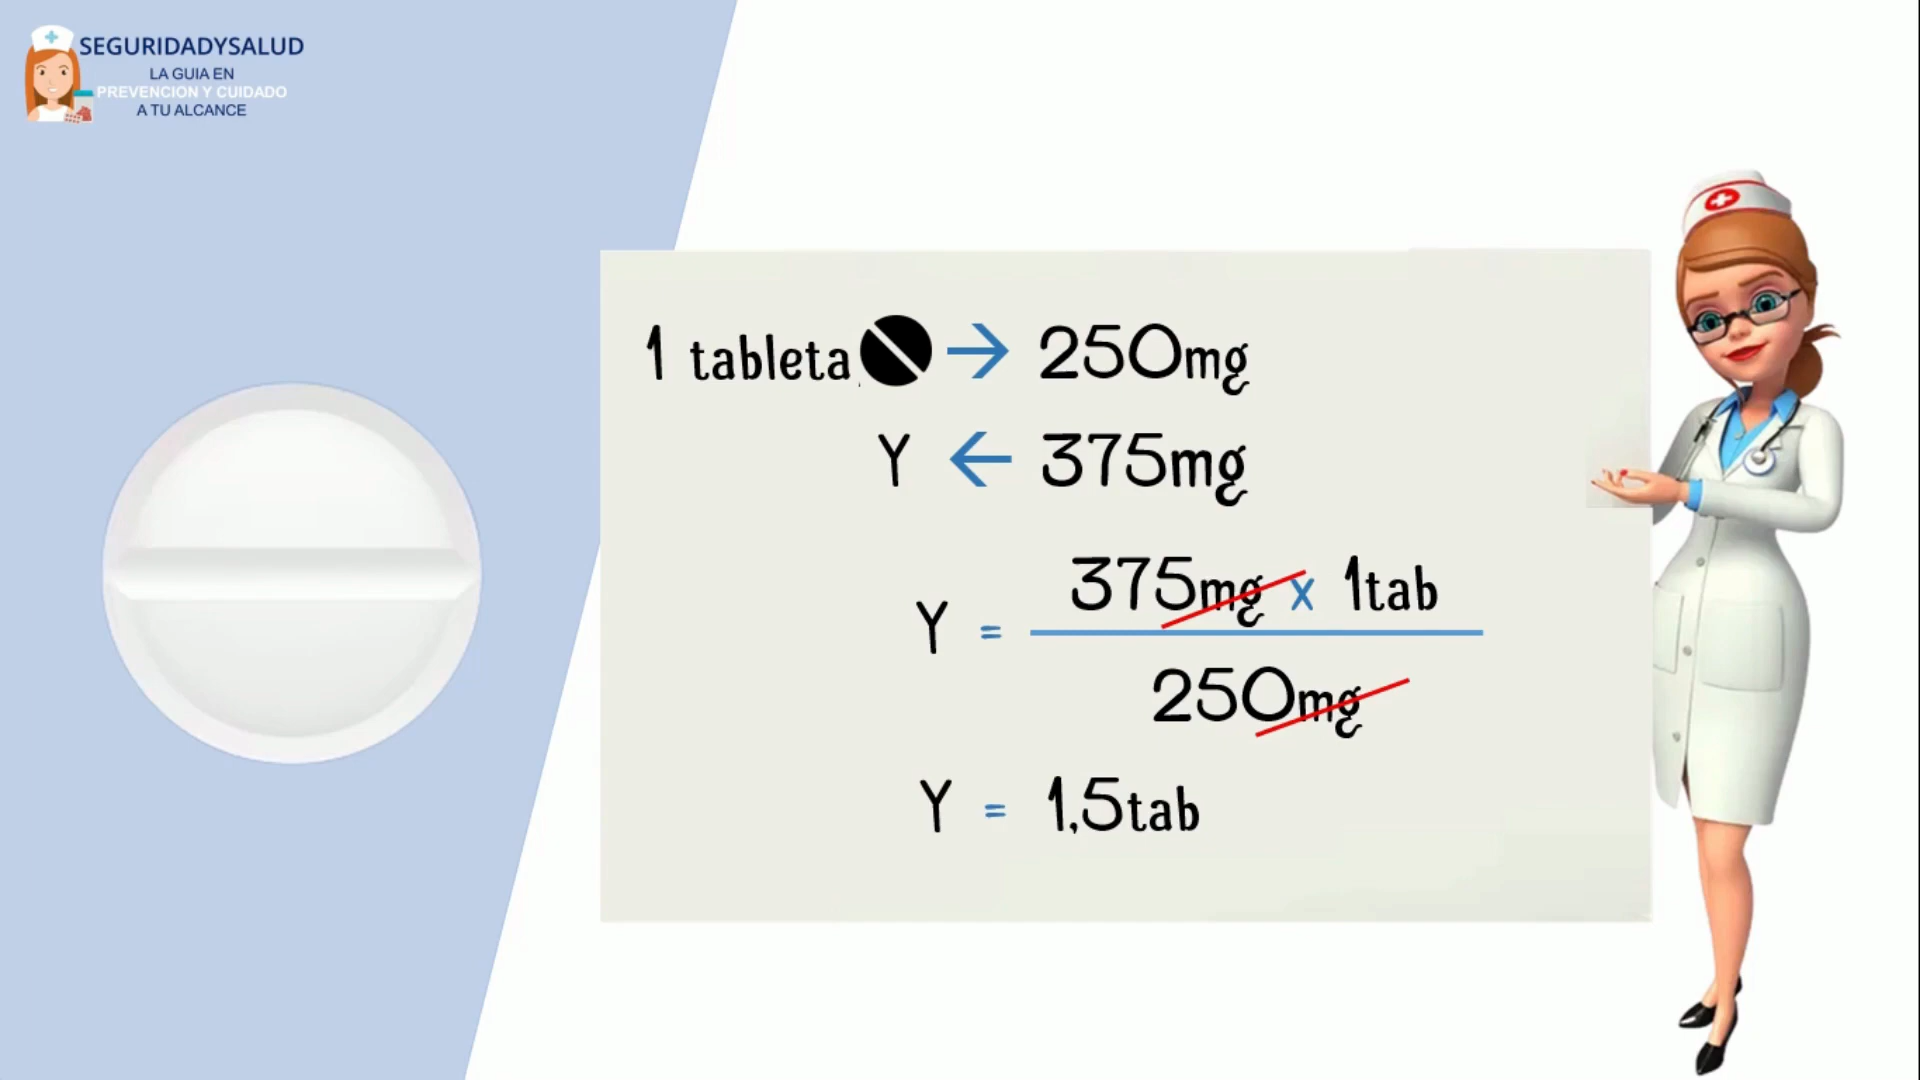 SEGURIDADYSALUD
LA GUIA EN
PREVENCION Y CUIDADO
A TU ALCANCE
1 tableta → 250mg
Y ← 375mg
375mg x 1tab
Y =
250mg
Y = 1,5tab